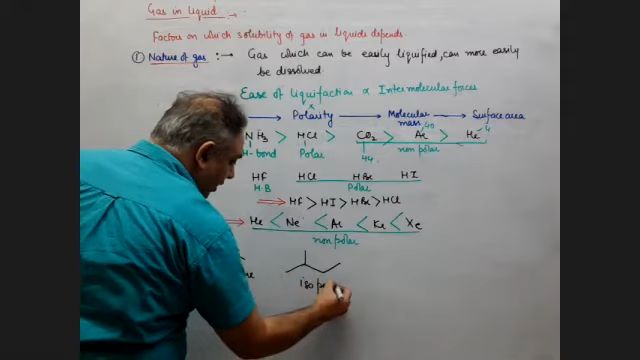 Gas in liquid :→
Factors on which solubility of gas in liquids depends.
① Nature of gas :→ Gas which can be easily liquified, can more easily
be dissolved.
Ease of liquifaction ∝ Intermolecular forces
→ Polarity → Molecular mass → Surface area
NH3 > HCl > CO2 > Ar > He
40 4
H-bond Polar 44 non polar
HF HCl HBr HI
H.B Polar
⇒ HF > HI > HBr > HCl
⇒ He < Ne < Ar < Kr < Xe
non polar
iso pe